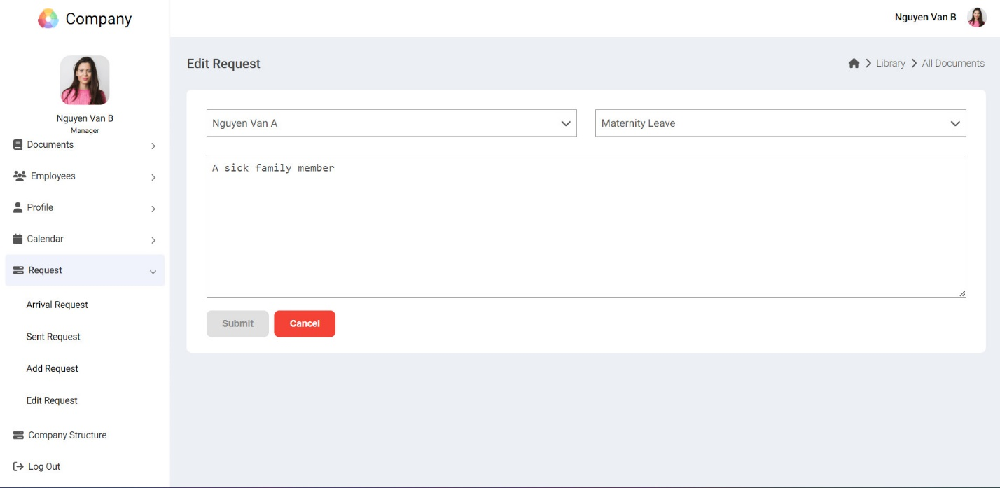 Company
Nguyen Van B
Nguyen Van B
Manager
Documents
Employees
Profile
Calendar
Request
Arrival Request
Sent Request
Add Request
Edit Request
Company Structure
Log Out
Edit Request
Library
All Documents
Nguyen Van A
Maternity Leave
A sick family member
Submit
Cancel